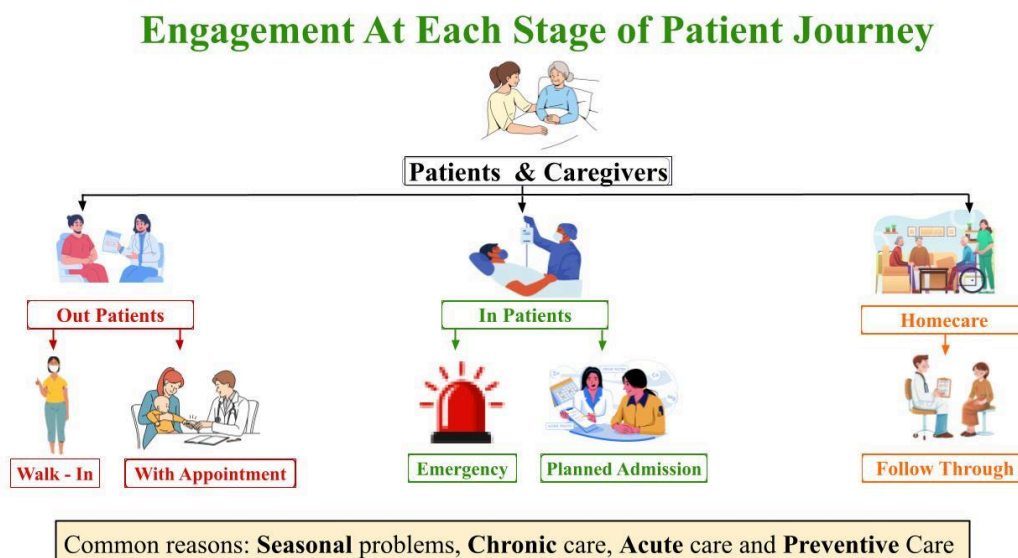 Engagement At Each Stage of Patient Journey
Patients & Caregivers
Out Patients
In Patients
Homecare
Walk - In
With Appointment
Emergency
Planned Admission
Follow Through
Common reasons: Seasonal problems, Chronic care, Acute care and Preventive Care